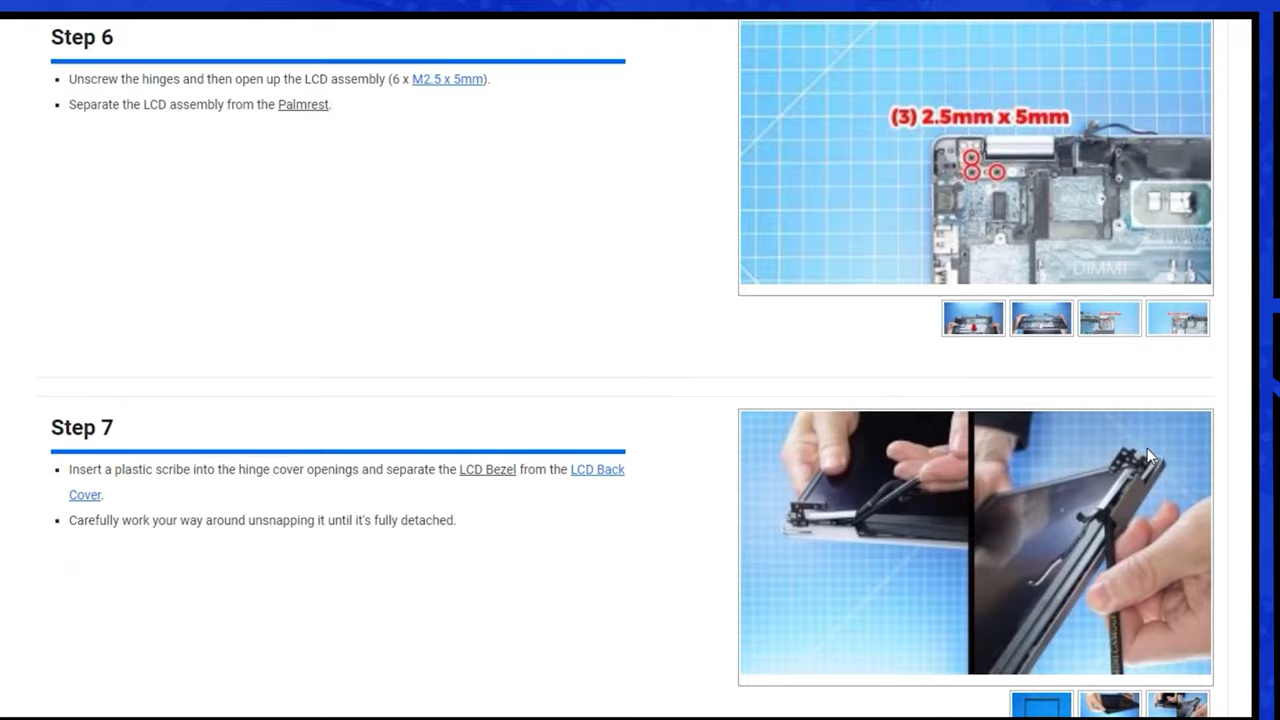 Step 6
Unscrew the hinges and then open up the LCD assembly (6 x M2.5 x 5mm).
Separate the LCD assembly from the Palmrest.
(3) 2.5mm x 5mm
DIMM1
Step 7
Insert a plastic scribe into the hinge cover openings and separate the LCD Bezel from the LCD Back
Cover.
Carefully work your way around unsnapping it until it's fully detached.